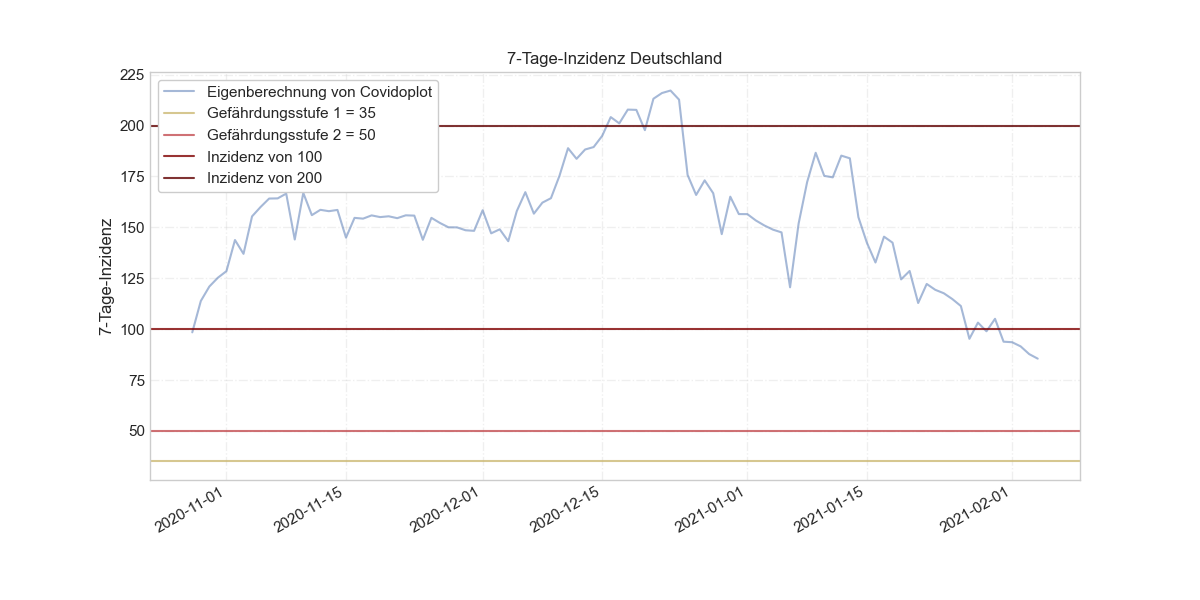 7-Tage-Inzidenz Deutschland
7-Tage-Inzidenz
225
200
175
150
125
100
75
50
Eigenberechnung von Covidoplot
Gefährdungsstufe 1 = 35
Gefährdungsstufe 2 = 50
Inzidenz von 100
Inzidenz von 200
2020-11-01
2020-11-15
2020-12-01
2020-12-15
2021-01-01
2021-01-15
2021-02-01